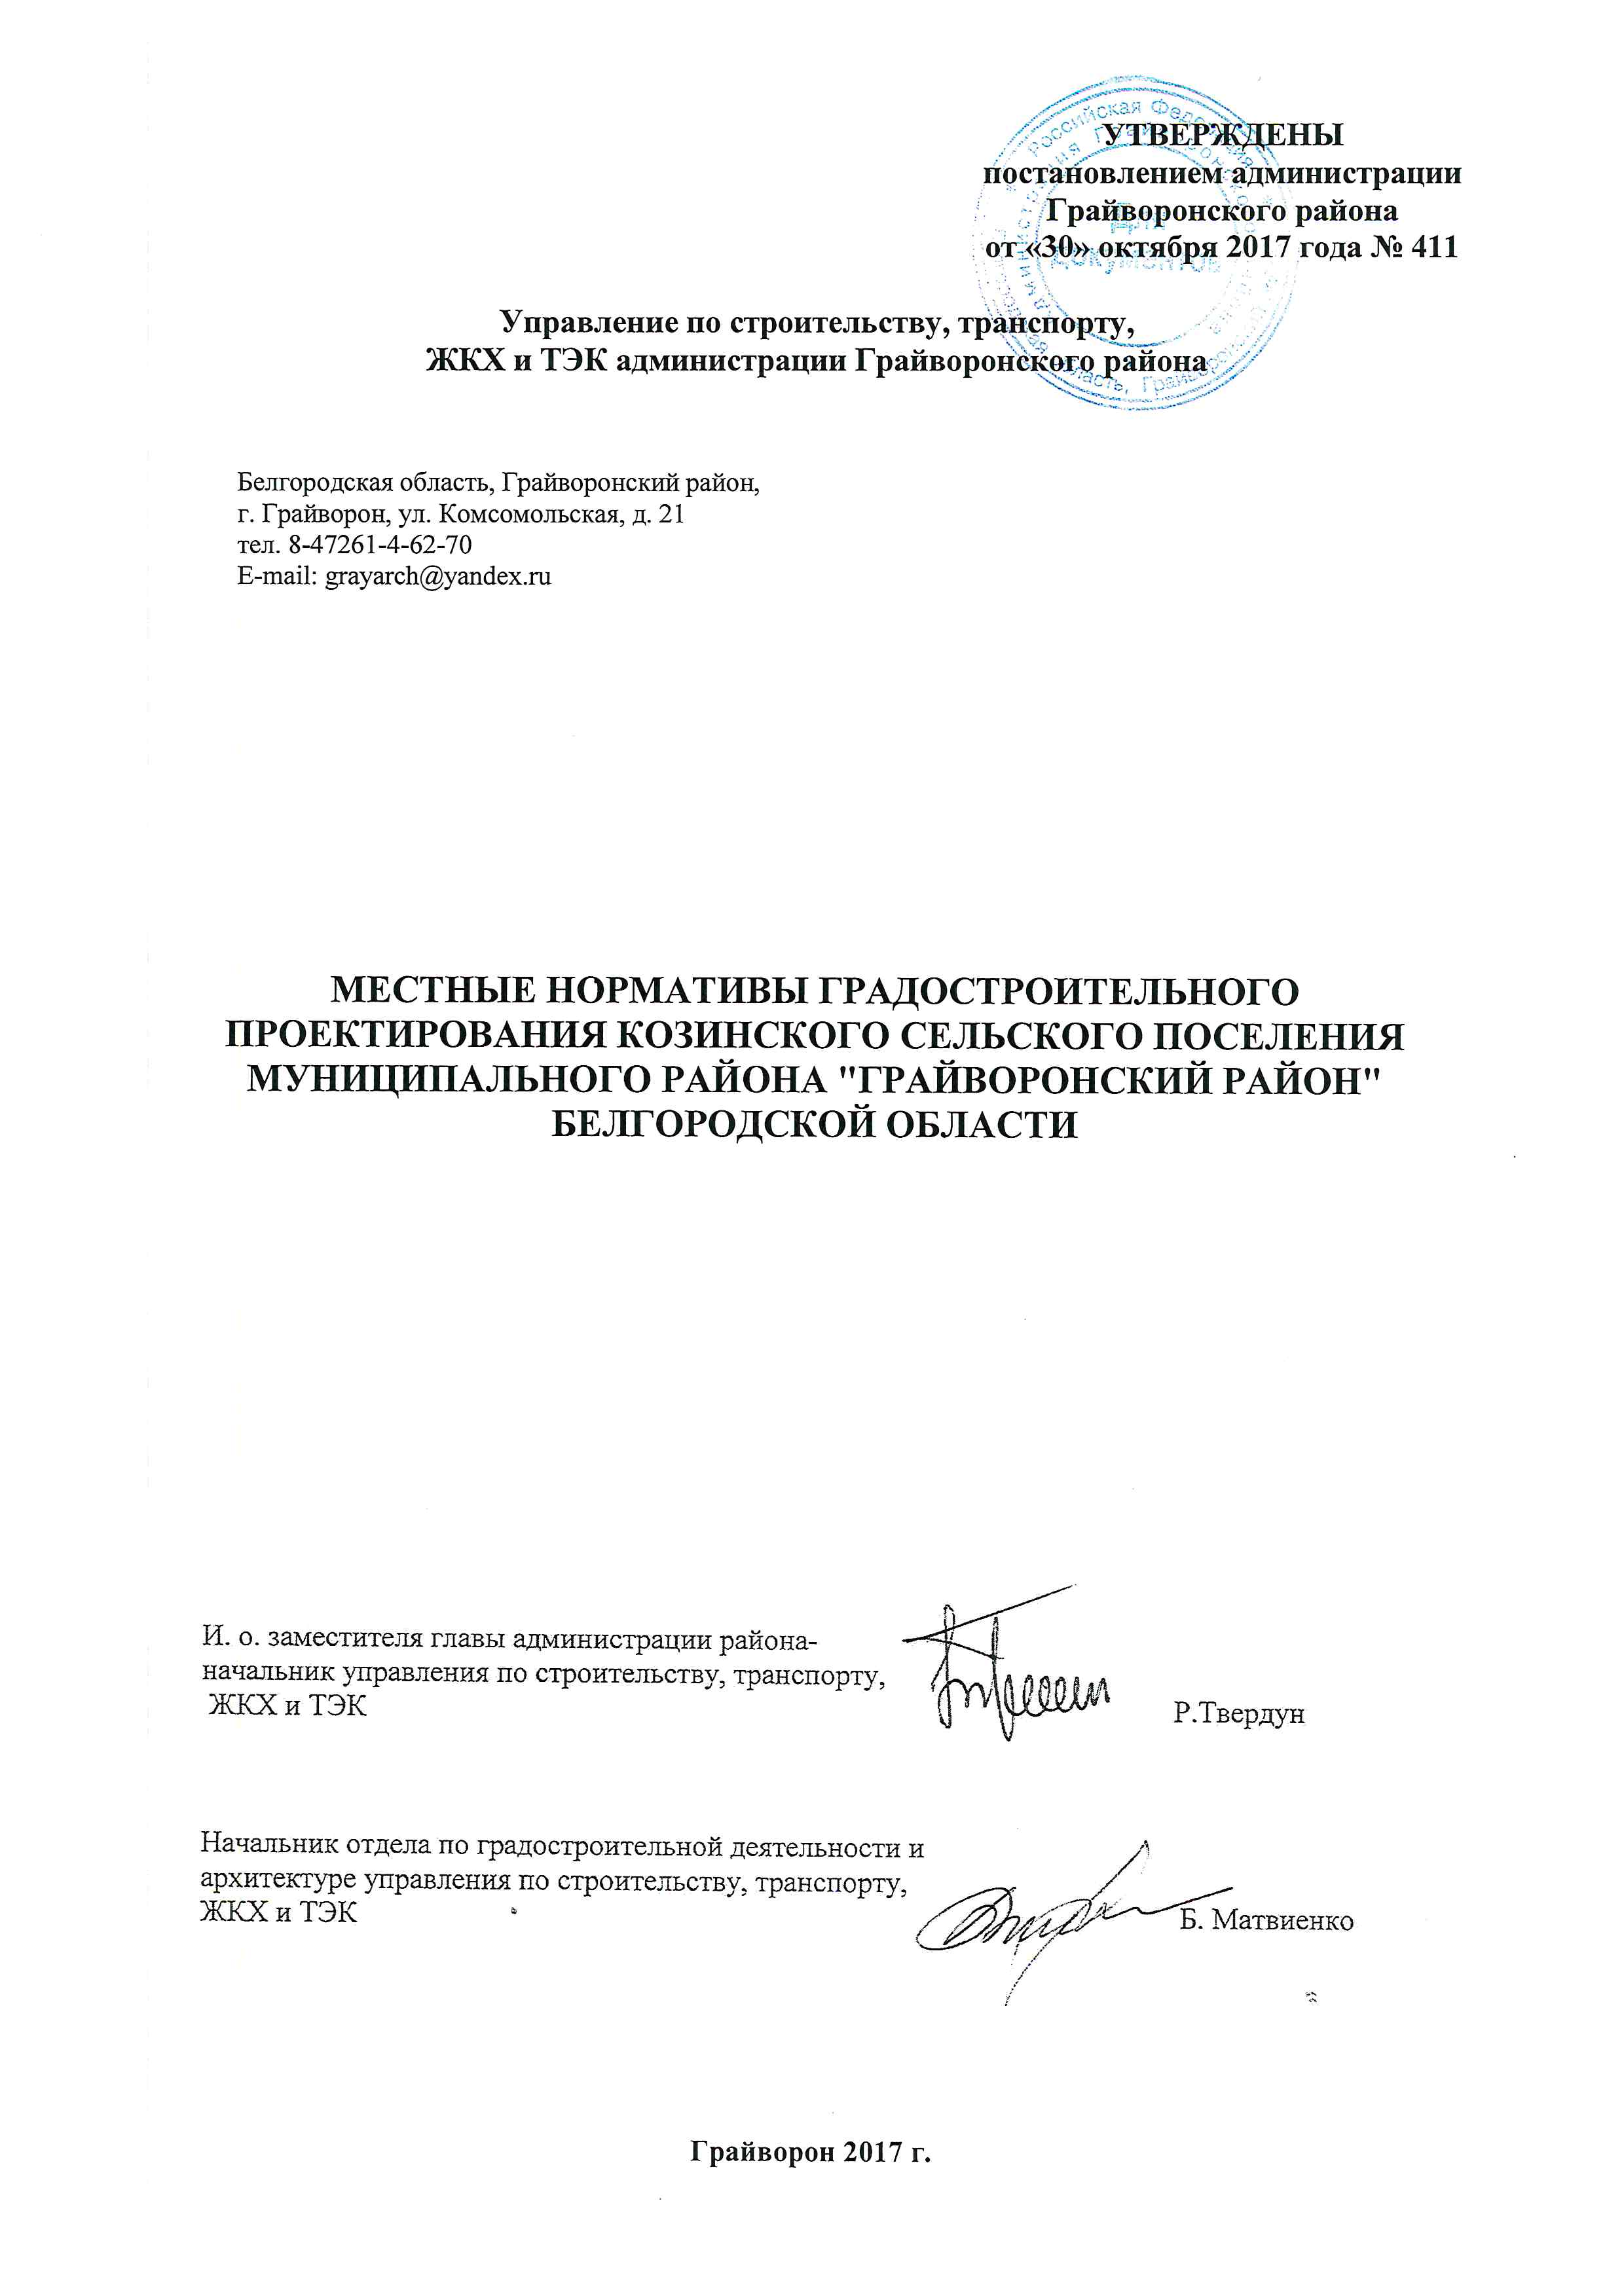 УТВЕРЖДЕНЫ
постановлением администрации
Грайворонского района
от «30» октября 2017 года № 411
Российская Федерация
Для
документов
Управление по строительству, транспорту,
ЖКХ и ТЭК администрации Грайворонского района
Белгородская область, Грайворонский район,
г. Грайворон, ул. Комсомольская, д. 21
тел. 8-47261-4-62-70
E-mail: grayarch@yandex.ru
МЕСТНЫЕ НОРМАТИВЫ ГРАДОСТРОИТЕЛЬНОГО
ПРОЕКТИРОВАНИЯ КОЗИНСКОГО СЕЛЬСКОГО ПОСЕЛЕНИЯ
МУНИЦИПАЛЬНОГО РАЙОНА "ГРАЙВОРОНСКИЙ РАЙОН"
БЕЛГОРОДСКОЙ ОБЛАСТИ
И. о. заместителя главы администрации района-
начальник управления по строительству, транспорту,
ЖКХ и ТЭК
Р.Твердун
Начальник отдела по градостроительной деятельности и
архитектуре управления по строительству, транспорту,
ЖКХ и ТЭК
Б. Матвиенко
Грайворон 2017 г.